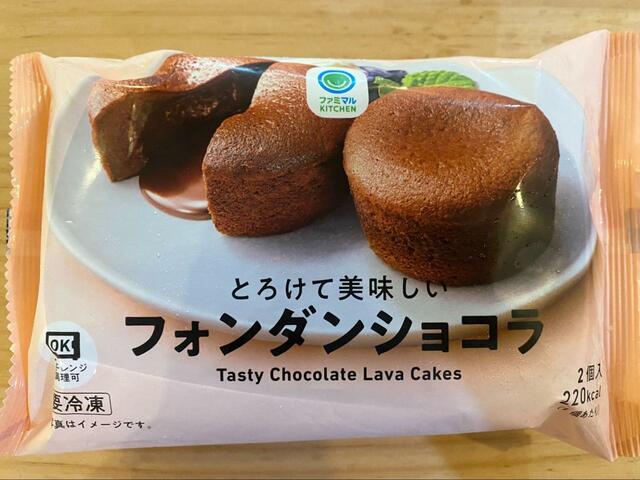 ファミマル
KITCHEN
とろけて美味しい
フォンダンショコラ
Tasty Chocolate Lava Cakes
OK
レンジ
調理可
要冷凍
写真はイメージです。
2個入
220kcal